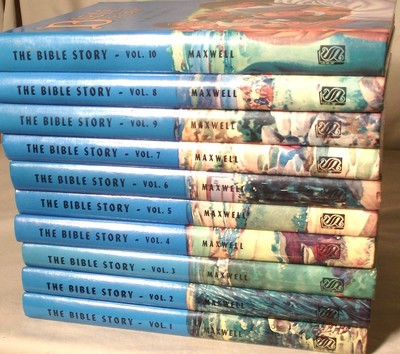 THE BIBLE STORY - VOL. 10 MAXWELL
THE BIBLE STORY - VOL. 8 MAXWELL
THE BIBLE STORY - VOL. 9 MAXWELL
THE BIBLE STORY - VOL. 7 MAXWELL
THE BIBLE STORY - VOL. 6 MAXWELL
THE BIBLE STORY - VOL. 5 MAXWELL
THE BIBLE STORY - VOL. 4 MAXWELL
THE BIBLE STORY - VOL. 3 MAXWELL
THE BIBLE STORY - VOL. 2 MAXWELL
THE BIBLE STORY - VOL. 1 MAXWELL